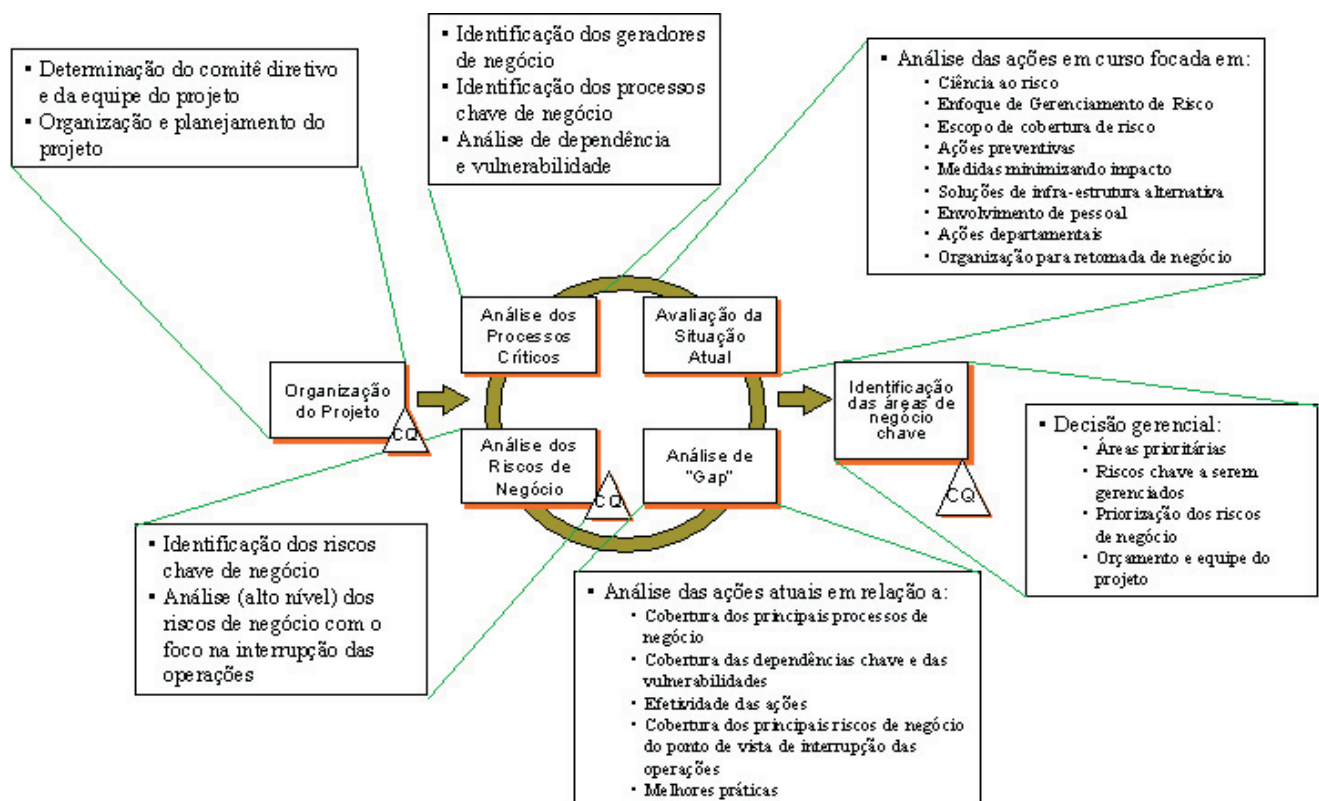 ▪ Determinação do comitê diretivo
e da equipe do projeto
▪ Organização e planejamento do
projeto
▪ Identificação dos geradores
de negócio
▪ Identificação dos processos
chave de negócio
▪ Análise de dependência
e vulnerabilidade
▪ Análise das ações em curso focada em:
▪ Ciência ao risco
▪ Enfoque de Gerenciamento de Risco
▪ Escopo de cobertura de risco
▪ Ações preventivas
▪ Medidas minimizando impacto
▪ Soluções de infra-estrutura alternativa
▪ Envolvimento de pessoal
▪ Ações departamentais
▪ Organização para retomada de negócio
Organização
do Projeto
CQ
Análise dos
Processos
Críticos
Avaliação da
Situação
Atual
Análise dos
Riscos de
Negócio
CQ
Análise de
"Gap"
Identificação
das áreas de
negócio
chave
CQ
▪ Identificação dos riscos
chave de negócio
▪ Análise (alto nível) dos
riscos de negócio com o
foco na interrupção das
operações
▪ Análise das ações atuais em relação a:
▪ Cobertura dos principais processos de
negócio
▪ Cobertura das dependências chave e das
vulnerabilidades
▪ Efetividade das ações
▪ Cobertura dos principais riscos de negócio
do ponto de vista de interrupção das
operações
▪ Melhores práticas
▪ Decisão gerencial:
▪ Áreas prioritárias
▪ Riscos chave a serem
gerenciados
▪ Priorização dos riscos
de negócio
▪ Orçamento e equipe do
projeto